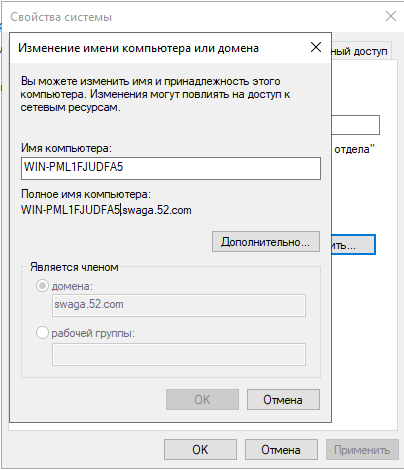 Свойства системы
Изменение имени компьютера или домена
ный доступ
Вы можете изменить имя и принадлежность этого
компьютера. Изменения могут повлиять на доступ к
сетевым ресурсам.
Имя компьютера:
отдела"
WIN-PML1FJUDFA5
Полное имя компьютера:
WIN-PML1FJUDFA5.swaga.52.com
Дополнительно...
ить...
Является членом
домена:
swaga.52.com
рабочей группы:
OK
Отмена
OK
Отмена
Применить